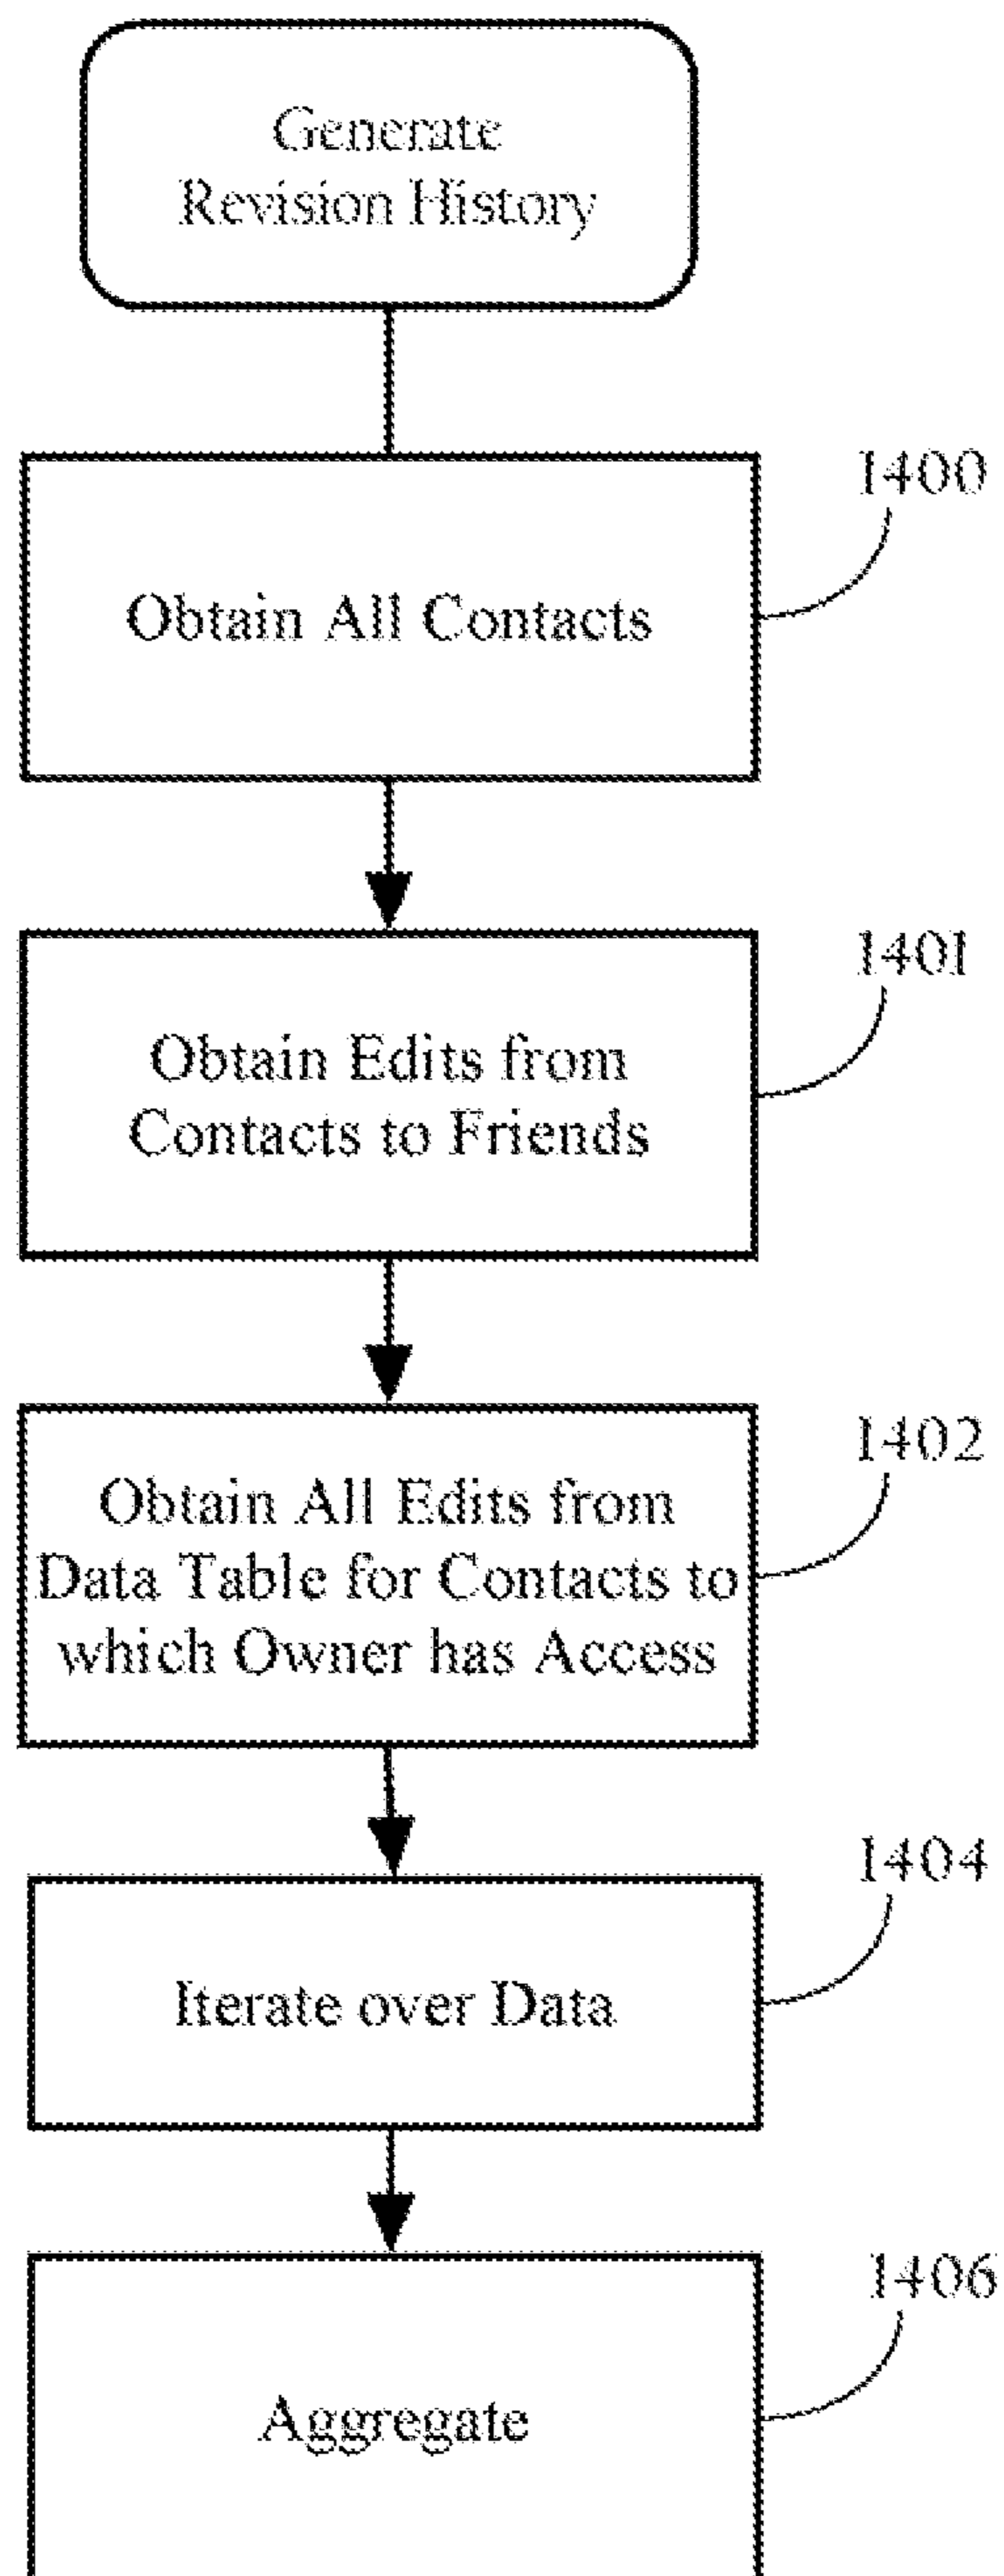 Generate
Revision History
1400
Obtain All Contacts
1401
Obtain Edits from
Contacts to Friends
1402
Obtain All Edits from
Data Table for Contacts to
which Owner has Access
1404
Iterate over Data
1406
Aggregate